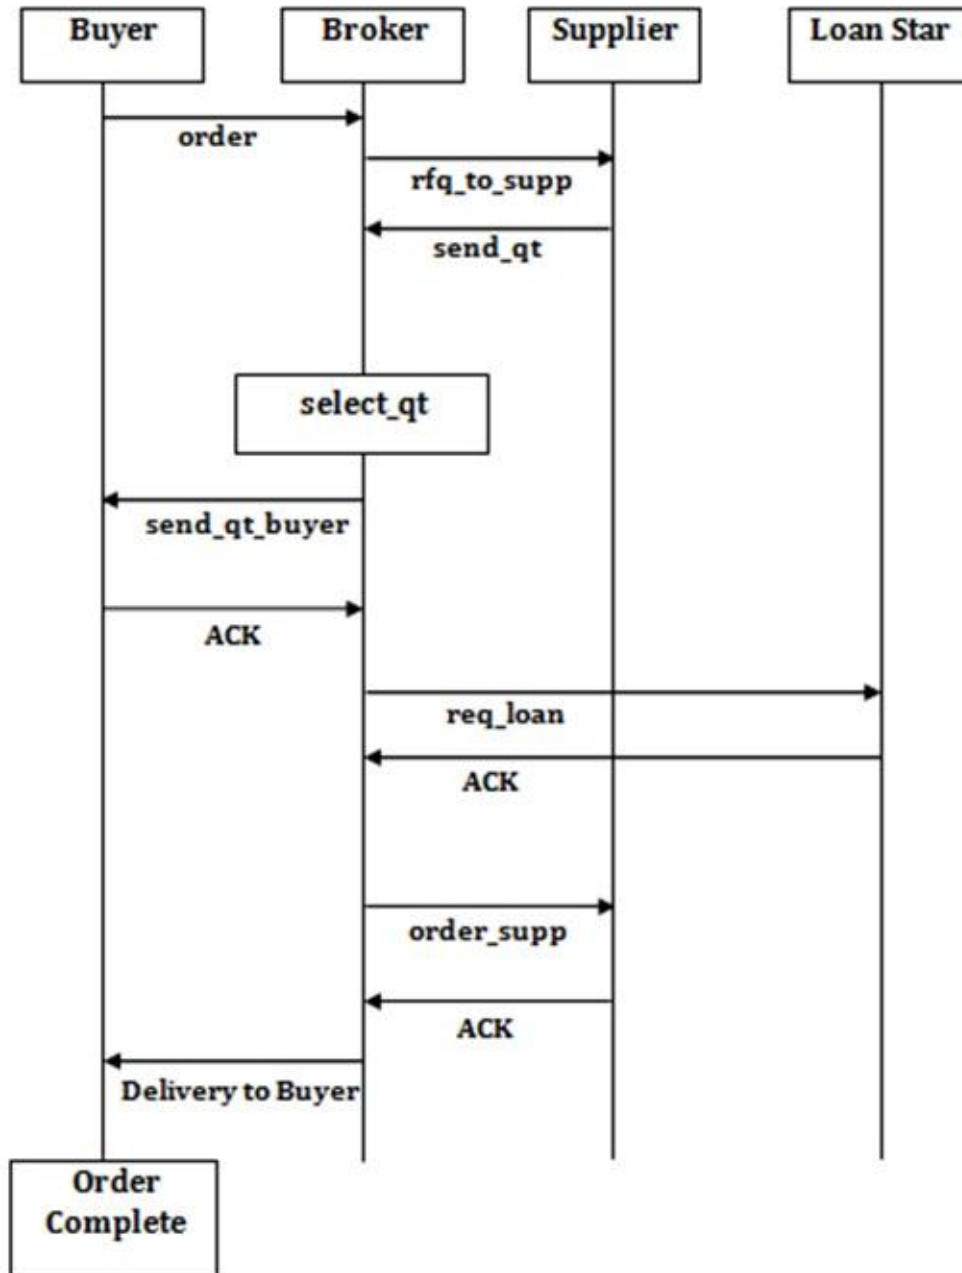 Buyer
Broker
Supplier
Loan Star
order
rfq_to_supp
send_qt
select_qt
send_qt_buyer
ACK
req_loan
ACK
order_supp
ACK
Delivery to Buyer
Order
Complete